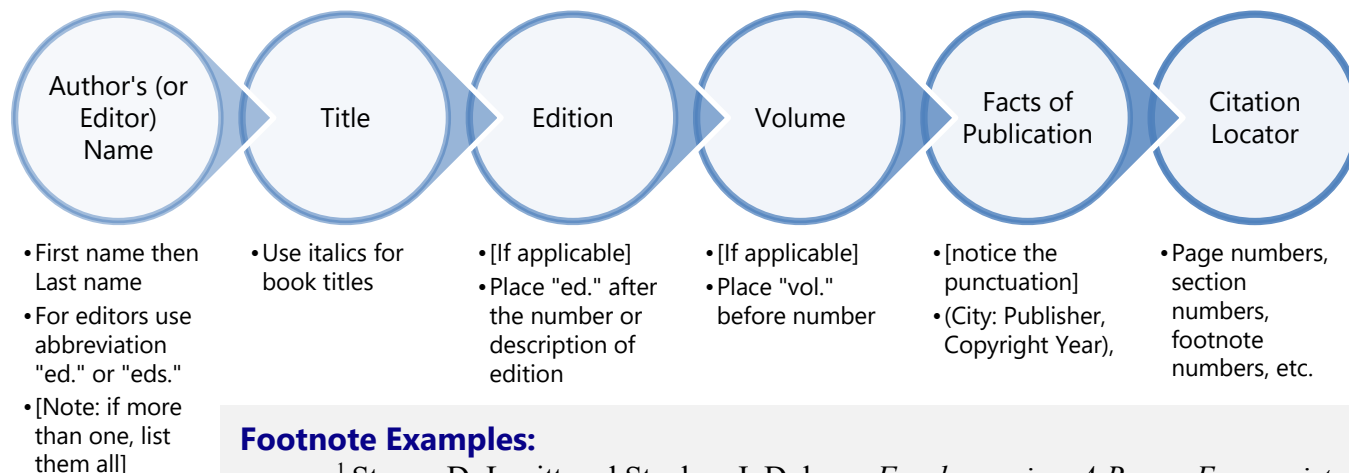 Author's (or
Editor)
Name
Title
Edition
Volume
Facts of
Publication
Citation
Locator
•First name then
Last name
•For editors use
abbreviation
"ed." or "eds."
•[Note: if more
than one, list
them all]
•Use italics for
book titles
•[If applicable]
•Place "ed." after
the number or
description of
edition
•[If applicable]
•Place "vol."
before number
•[notice the
punctuation]
•(City: Publisher,
Copyright Year),
•Page numbers,
section
numbers,
footnote
numbers, etc.
Footnote Examples: